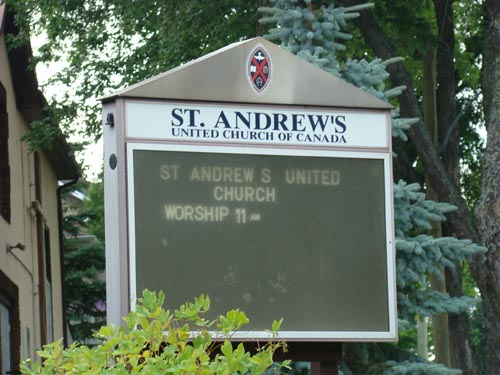 ST. ANDREW'S
UNITED CHURCH OF CANADA
ST ANDREW S UNITED
CHURCH
WORSHIP 11 AM